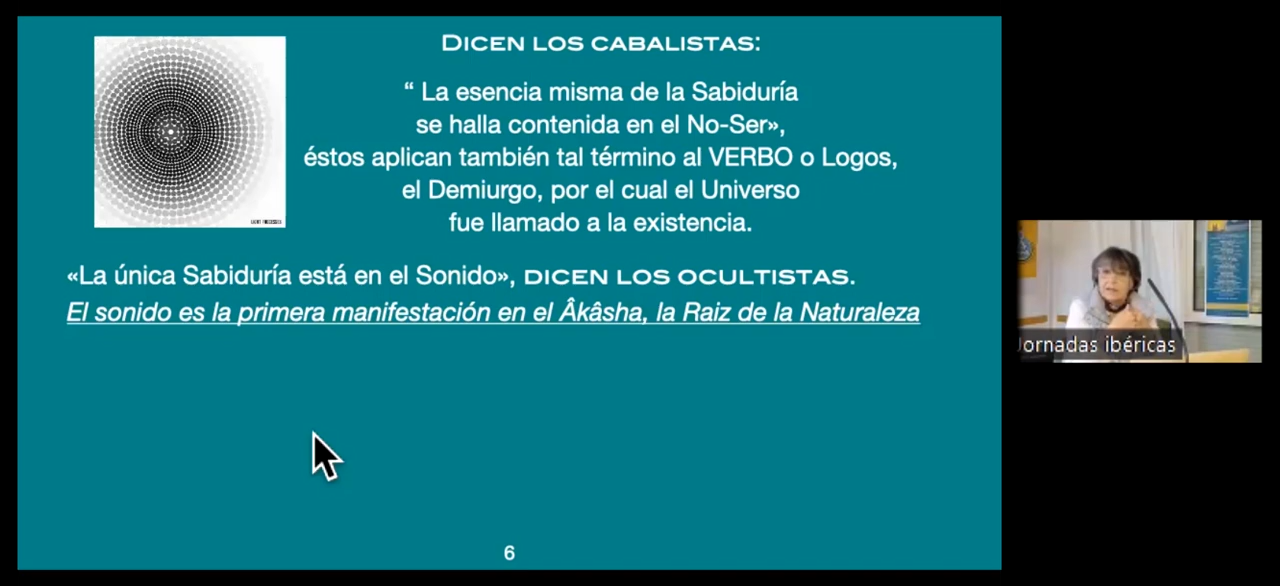 DICEN LOS CABALISTAS:
“ La esencia misma de la Sabiduría
se halla contenida en el No-Ser»,
éstos aplican también tal término al VERBO o Logos,
el Demiurgo, por el cual el Universo
fue llamado a la existencia.
«La única Sabiduría está en el Sonido», DICEN LOS OCULTISTAS.
El sonido es la primera manifestación en el Âkâsha, la Raiz de la Naturaleza
6
Jornadas ibéricas